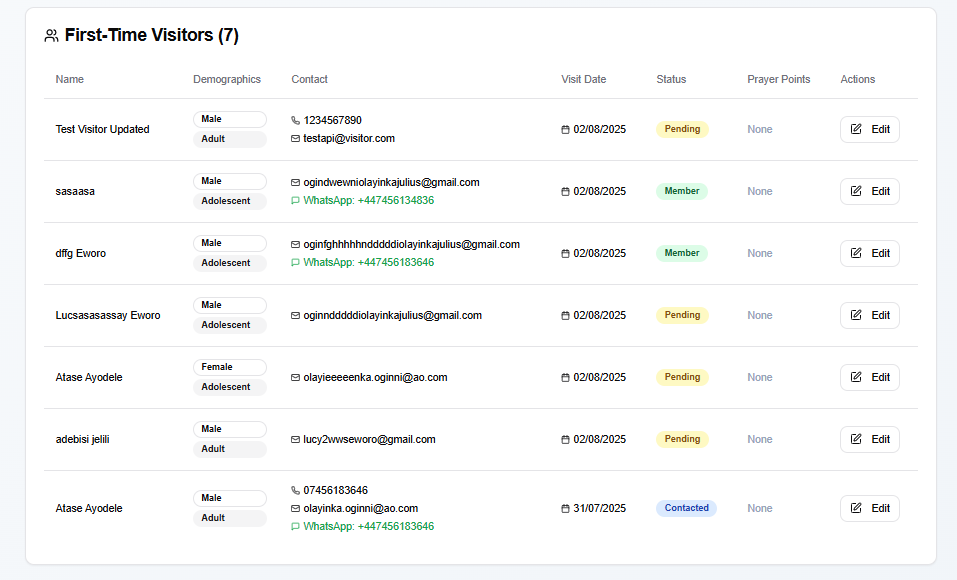 First-Time Visitors (7)
Name Demographics Contact Visit Date Status Prayer Points Actions
Test Visitor Updated Male Adult 1234567890 testapi@visitor.com 02/08/2025 Pending None Edit
sasaasa Male Adolescent ogindwewniolayinkajulius@gmail.com WhatsApp: +447456134836 02/08/2025 Member None Edit
dffg Eworo Male Adolescent oginfghhhhhndddddiolayinkajulius@gmail.com WhatsApp: +447456183646 02/08/2025 Member None Edit
Lucsasasassay Eworo Male Adolescent oginndddddiolayinkajulius@gmail.com 02/08/2025 Pending None Edit
Atase Ayodele Female Adolescent olayieeeeenka.oginni@ao.com 02/08/2025 Pending None Edit
adebisi jelili Male Adult lucy2wwseworo@gmail.com 02/08/2025 Pending None Edit
Atase Ayodele Male Adult 07456183646 olayinka.oginni@ao.com WhatsApp: +447456183646 31/07/2025 Contacted None Edit